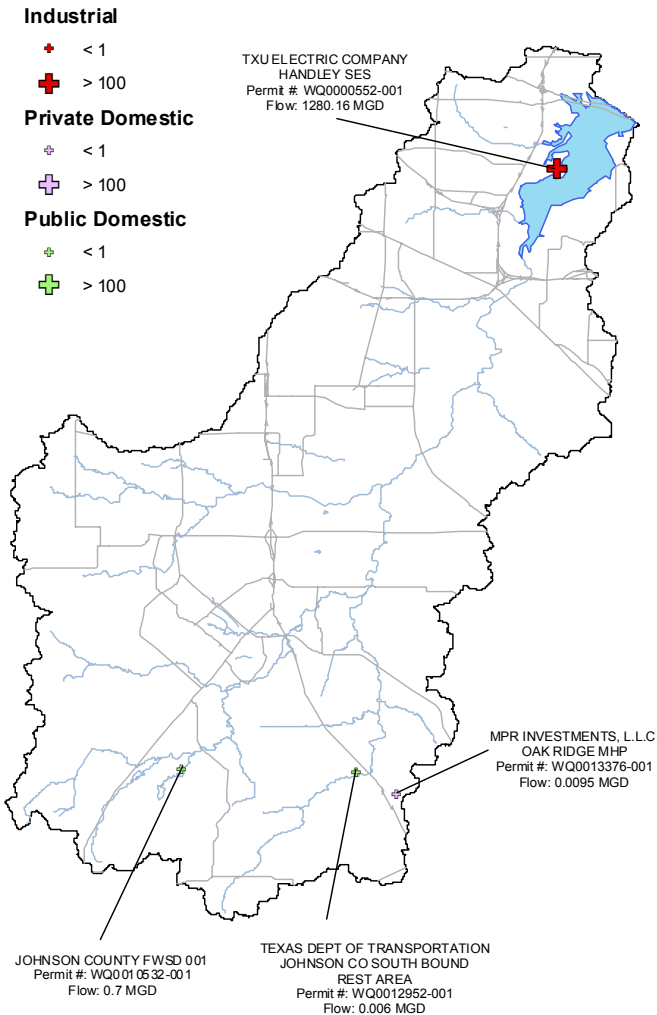 Industrial
< 1
> 100
Private Domestic
< 1
> 100
Public Domestic
< 1
> 100
TXU ELECTRIC COMPANY
HANDLEY SES
Permit #: WQ0000552-001
Flow: 1280.16 MGD
MPR INVESTMENTS, L.L.C
OAK RIDGE MHP
Permit #: WQ0013376-001
Flow: 0.0095 MGD
JOHNSON COUNTY FWSD 001
Permit #: WQ0010532-001
Flow: 0.7 MGD
TEXAS DEPT OF TRANSPORTATION
JOHNSON CO SOUTH BOUND
REST AREA
Permit #: WQ0012952-001
Flow: 0.006 MGD